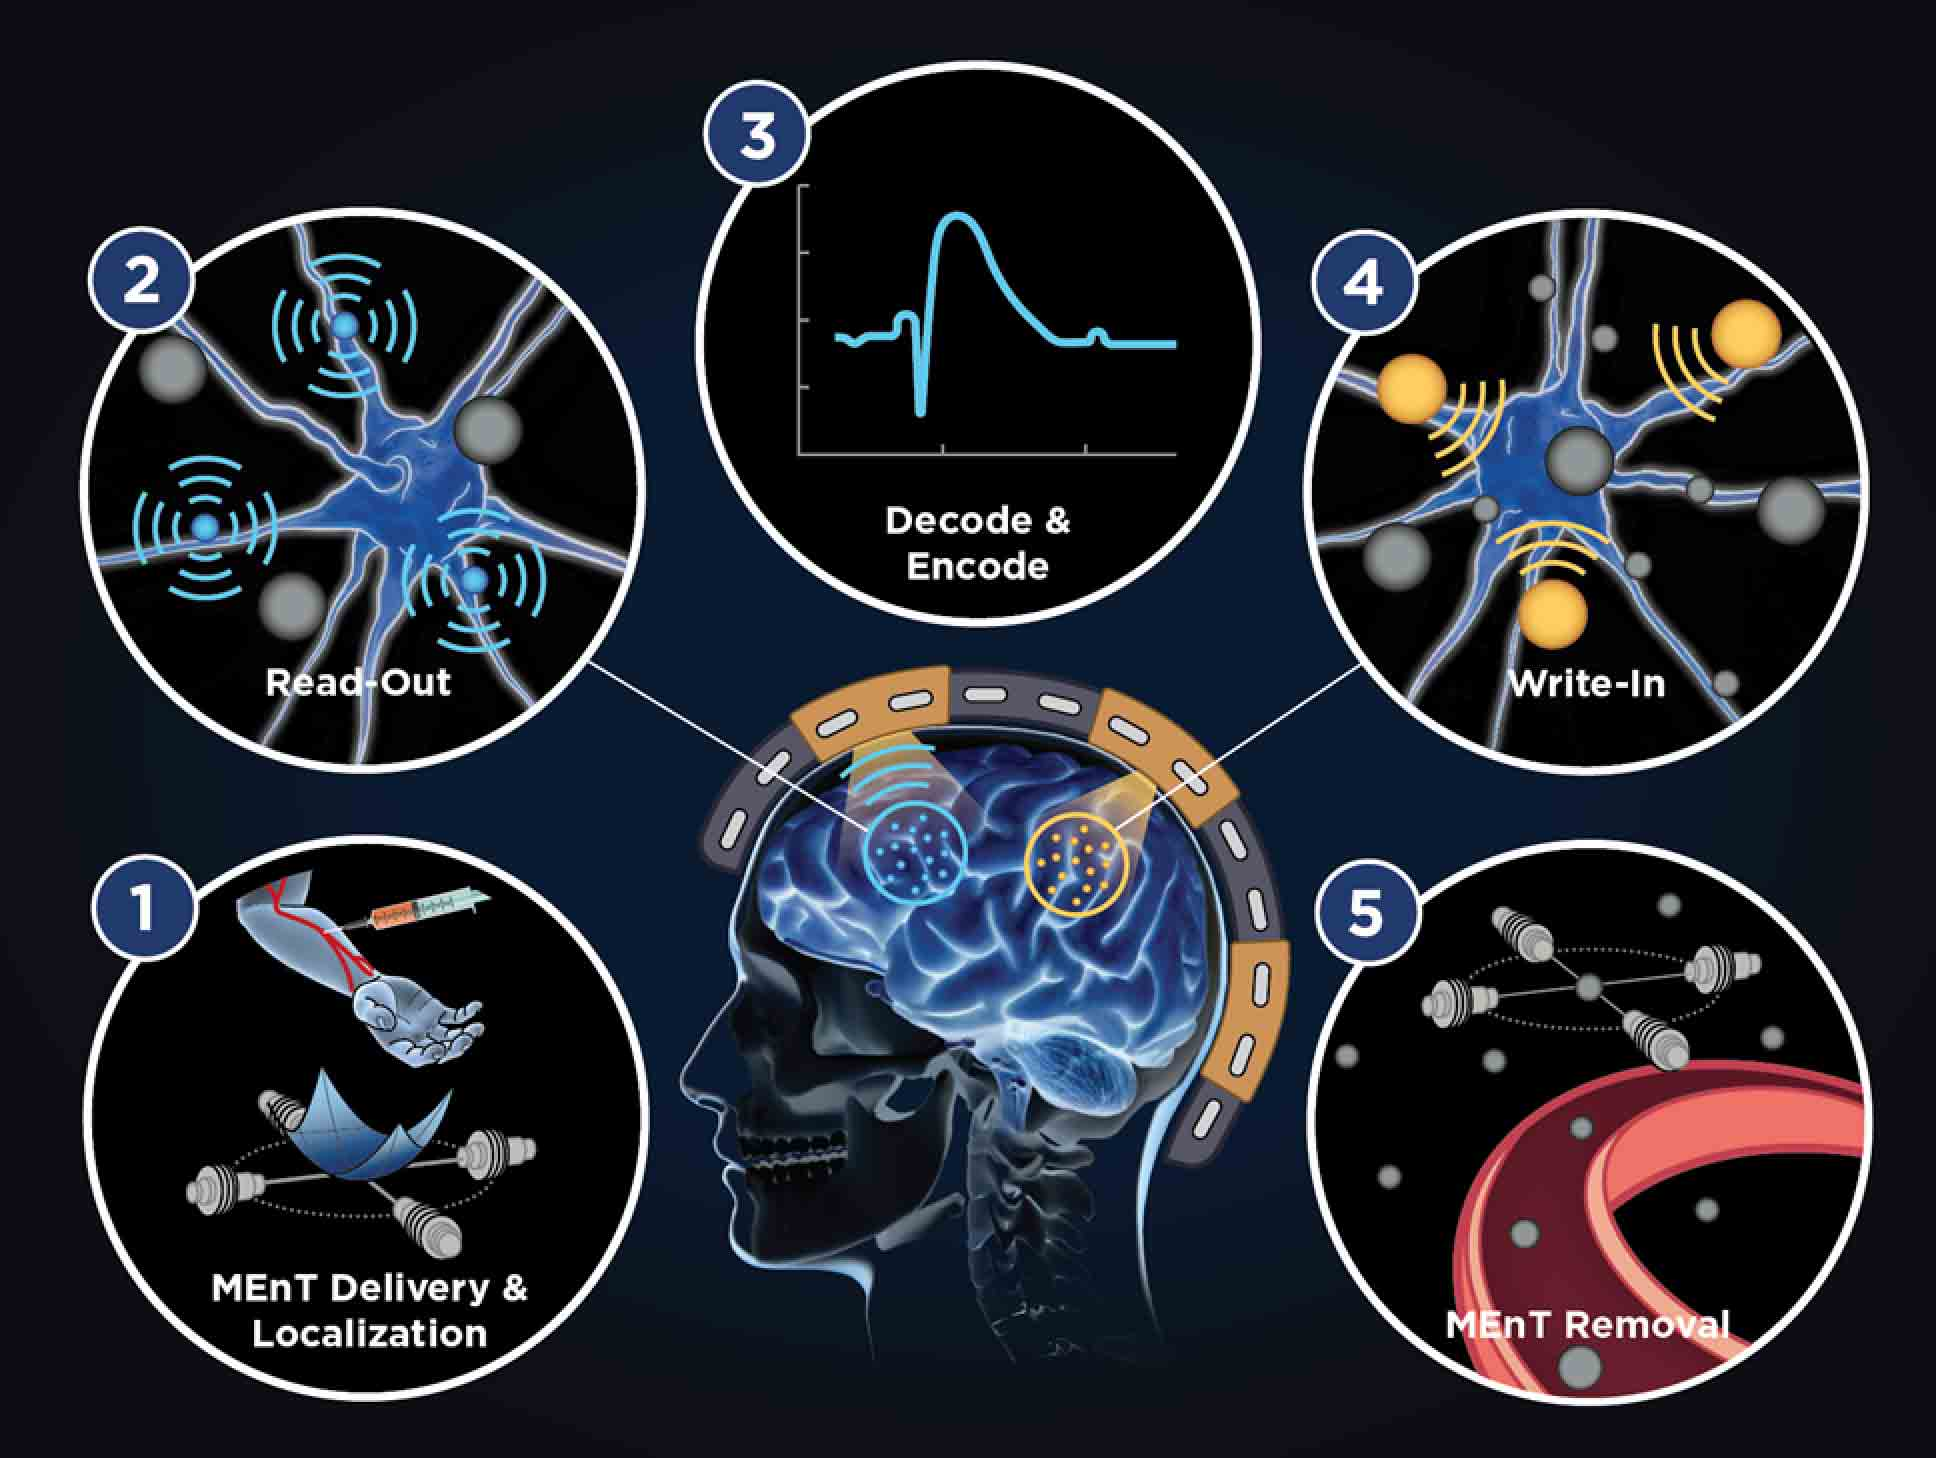 1
MEnT Delivery &
Localization
2
Read-Out
3
Decode &
Encode
4
Write-In
5
MEnT Removal